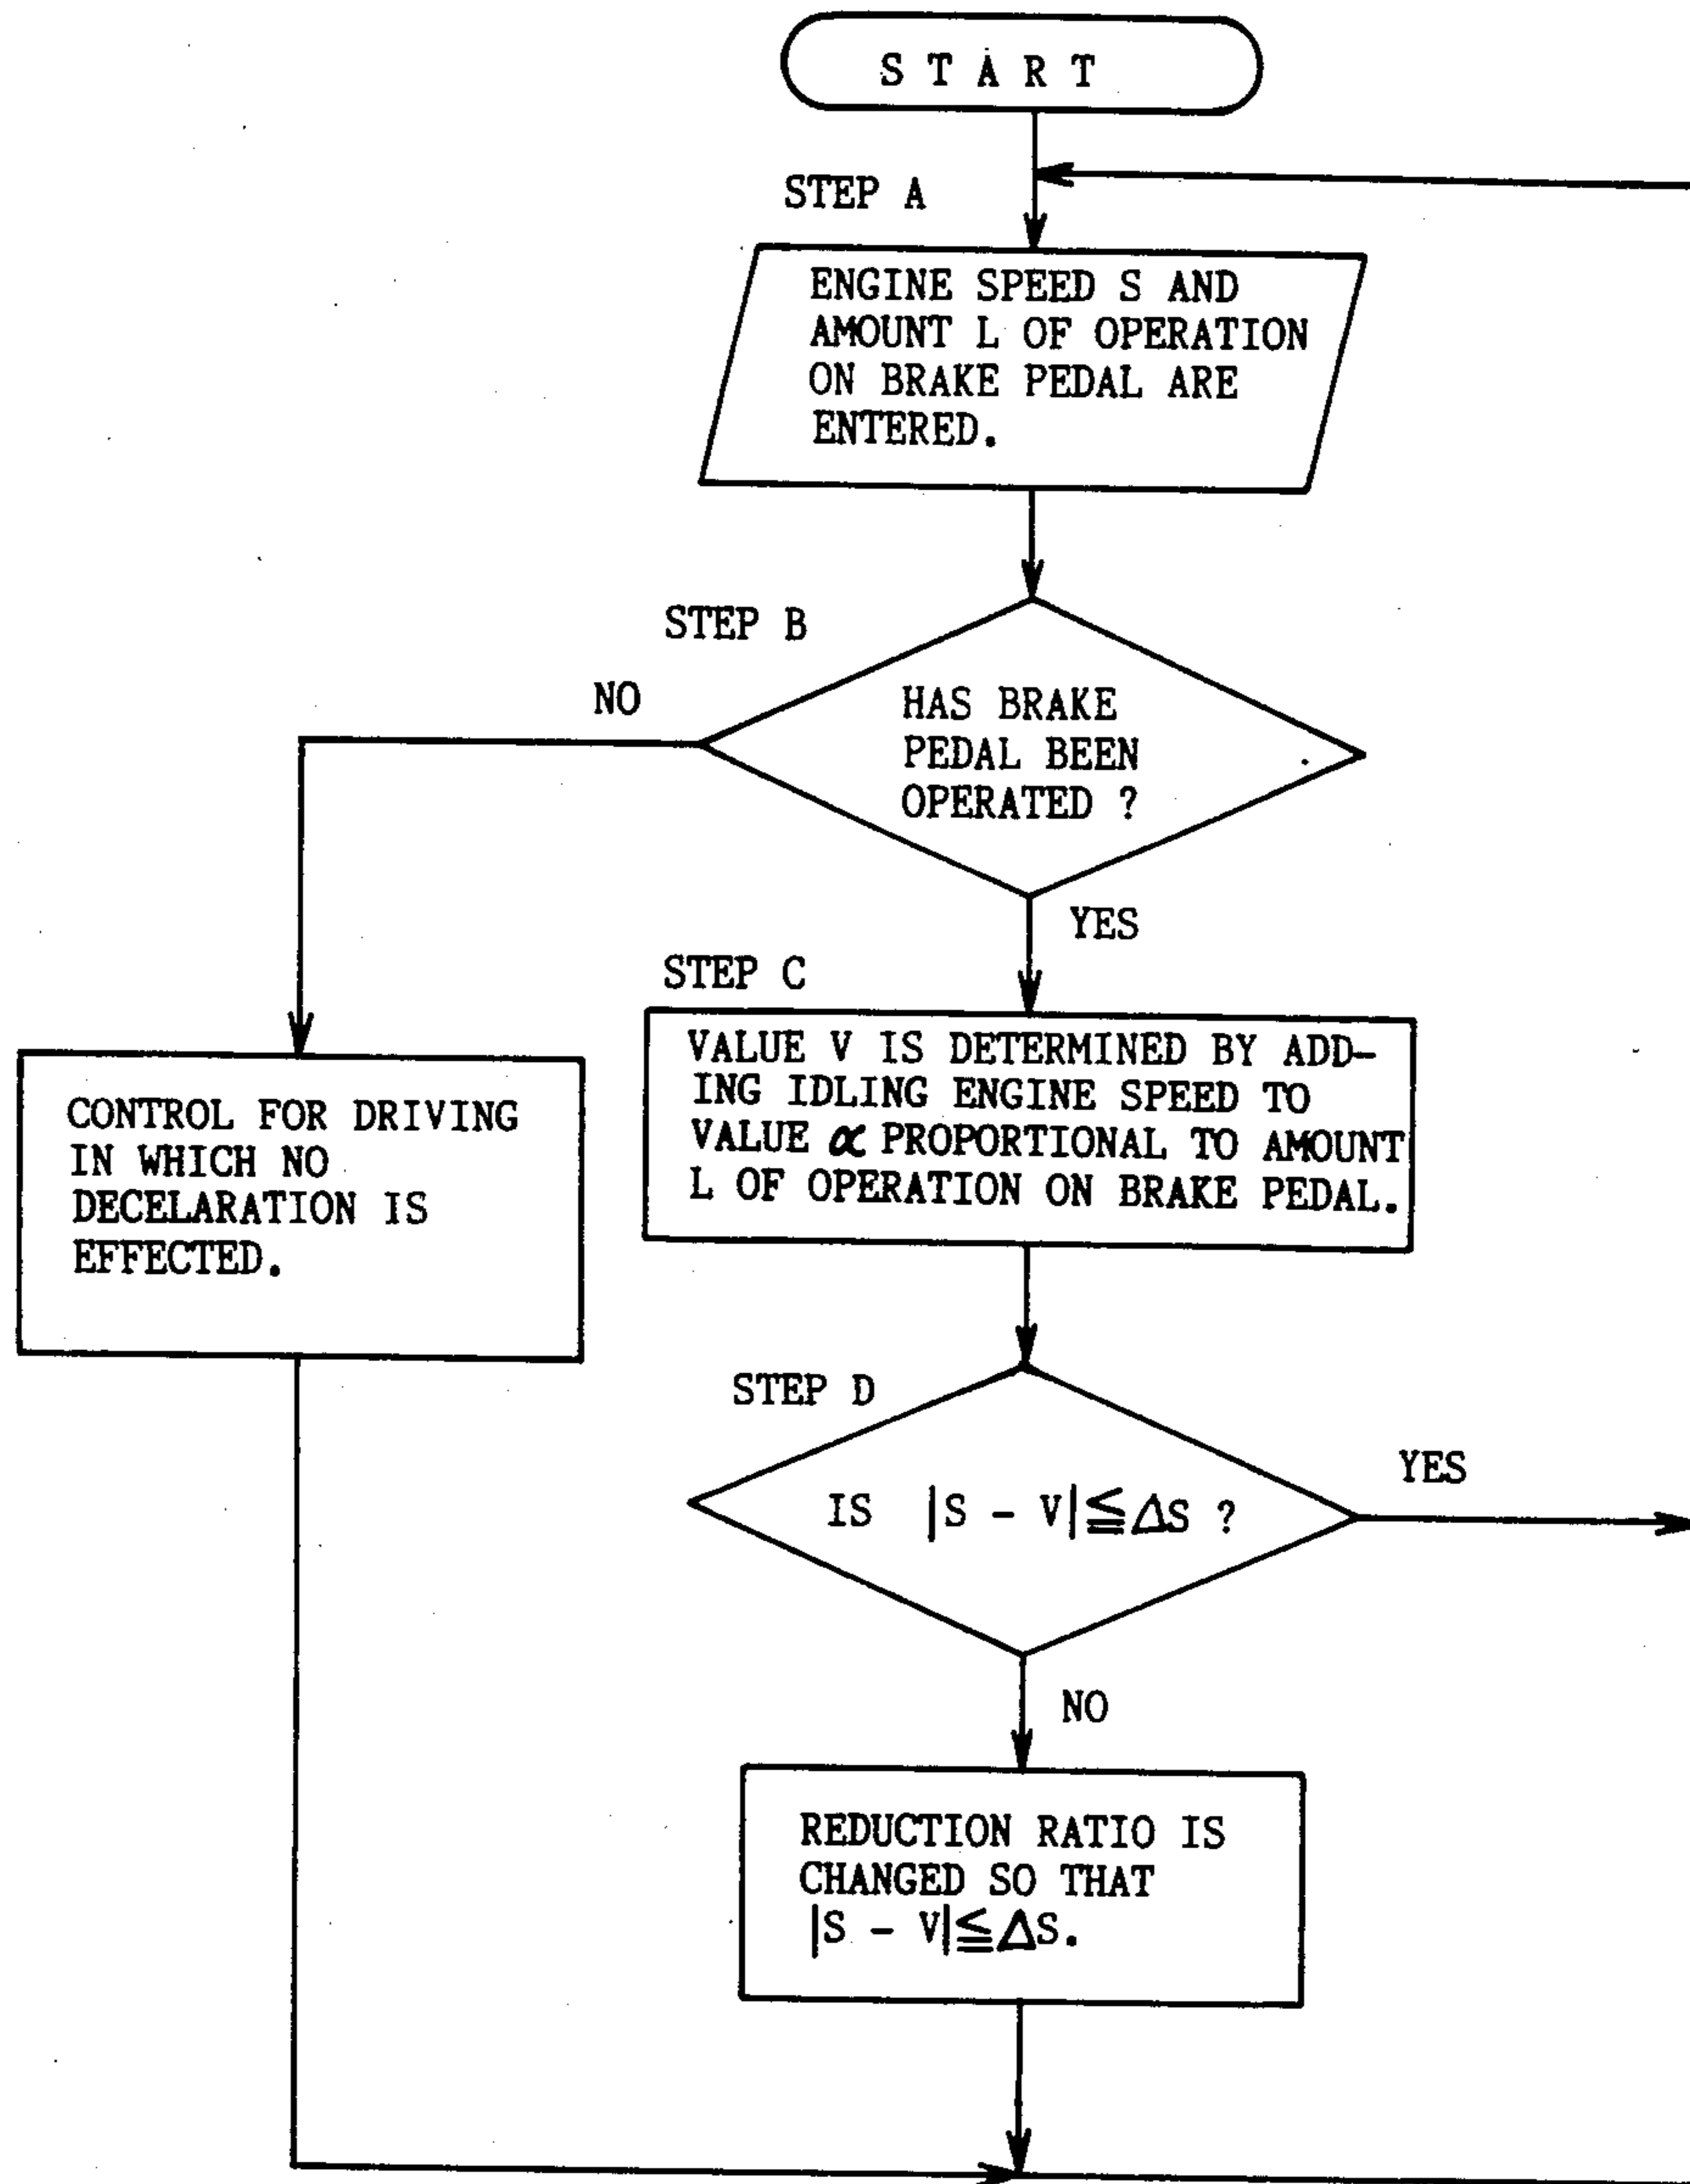 START
STEP A
ENGINE SPEED S AND
AMOUNT L OF OPERATION
ON BRAKE PEDAL ARE
ENTERED.
STEP B
NO
HAS BRAKE
PEDAL BEEN
OPERATED ?
YES
STEP C
VALUE V IS DETERMINED BY ADD-
ING IDLING ENGINE SPEED TO
VALUE α PROPORTIONAL TO AMOUNT
L OF OPERATION ON BRAKE PEDAL.
CONTROL FOR DRIVING
IN WHICH NO
DECELARATION IS
EFFECTED.
STEP D
IS |S - V|≦ΔS ?
YES
NO
REDUCTION RATIO IS
CHANGED SO THAT
|S - V|≦ΔS.